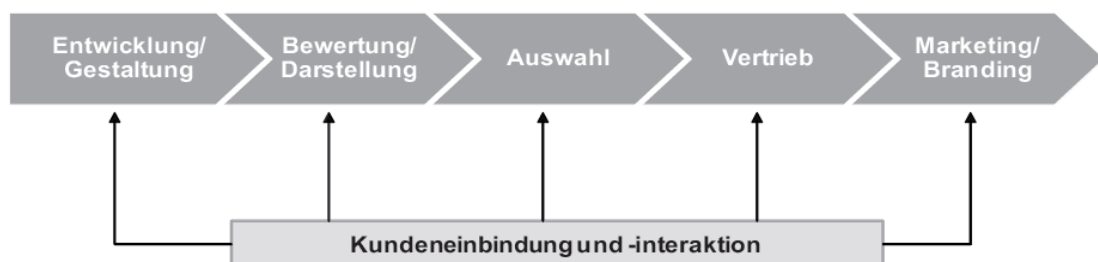 Entwicklung/
Gestaltung
Bewertung/
Darstellung
Auswahl
Vertrieb
Marketing/
Branding
Kundeneinbindung und -interaktion